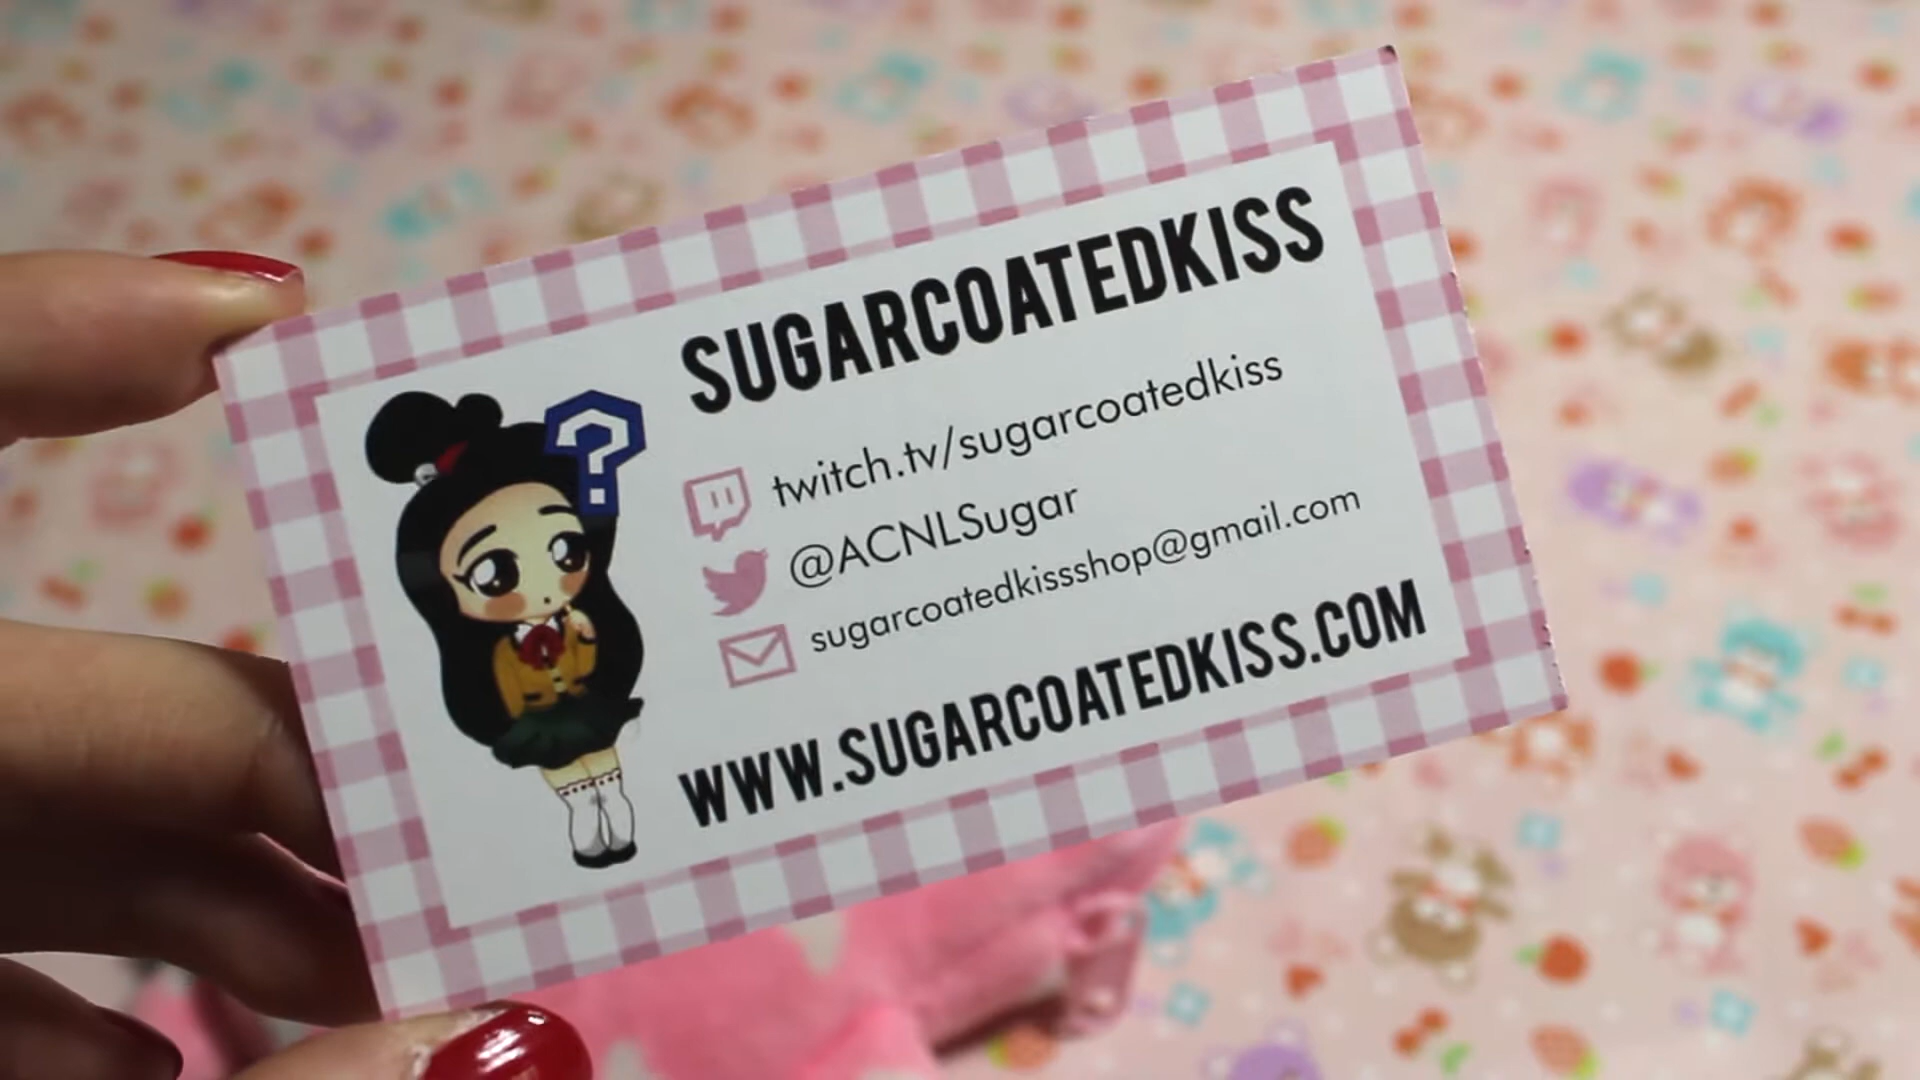 SUGARCOATEDKISS
twitch.tv/sugarcoatedkiss
@ACNLSugar
sugarcoatedkissshop@gmail.com
WWW.SUGARCOATEDKISS.COM
?